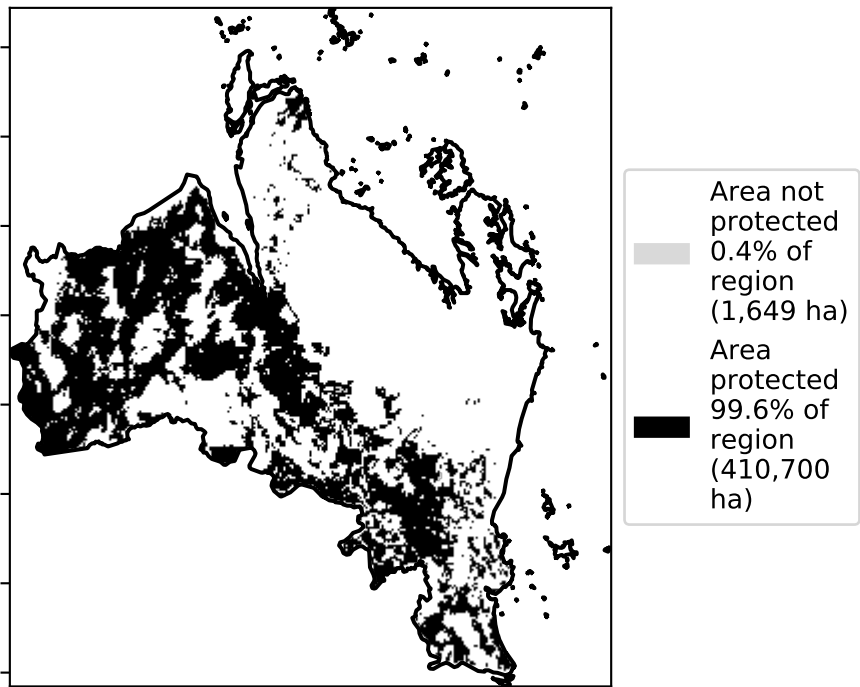 Area not
protected
0.4% of
region
(1,649 ha)
Area
protected
99.6% of
region
(410,700
ha)